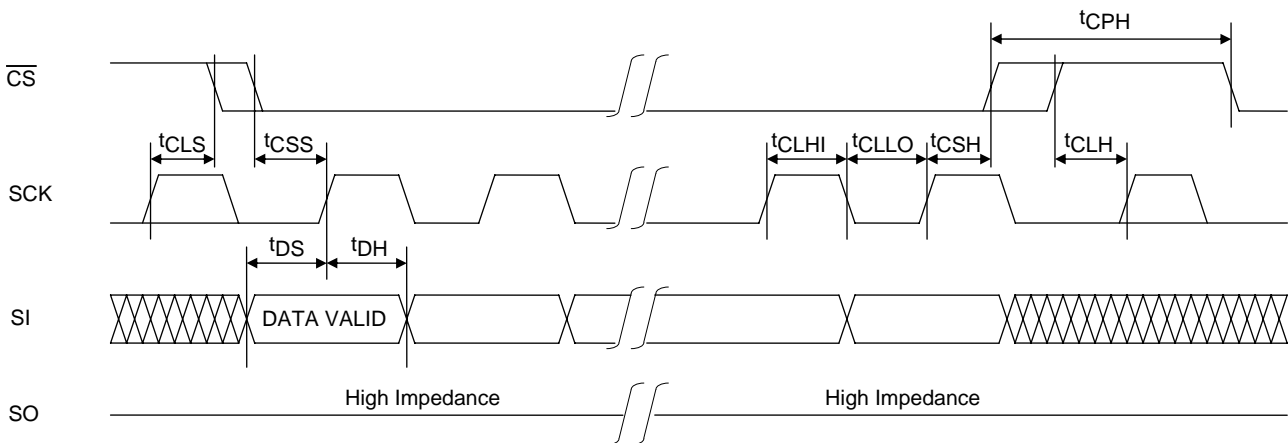 tCPH
CS
tCLS tCSS tCLHI tCLLO tCSH tCLH
SCK
tDS tDH
SI DATA VALID
High Impedance High Impedance
SO